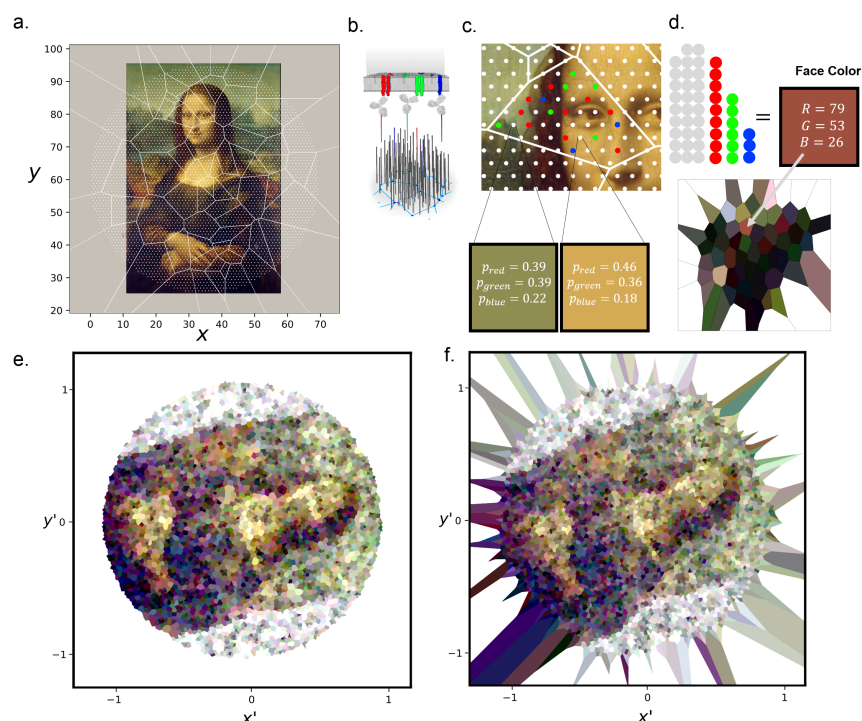 a.
b.
c.
d.
100
90
80
70
60
50
40
30
20
y
0
10
20
30
40
50
60
70
x
p_red = 0.39
p_green = 0.39
p_blue = 0.22
p_red = 0.46
p_green = 0.36
p_blue = 0.18
=
Face Color
R = 79
G = 53
B = 26
e.
1
y' 0
−1
−1 0 1
x'
f.
1
y' 0
−1
−1 0 1
x'